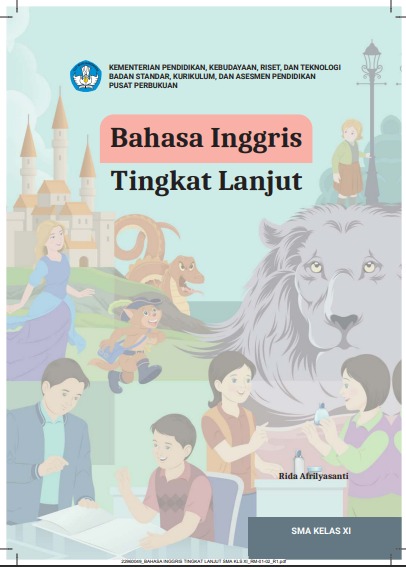 KEMENTERIAN PENDIDIKAN, KEBUDAYAAN, RISET, DAN TEKNOLOGI
BADAN STANDAR, KURIKULUM, DAN ASESMEN PENDIDIKAN
PUSAT PERBUKUAN
Bahasa Inggris
Tingkat Lanjut
Rida Afrilyasanti
SMA KELAS XI